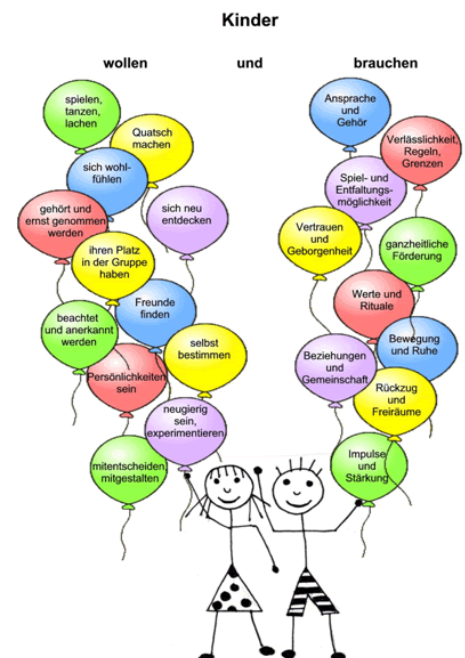 Kinder
wollen und brauchen
spielen,
tanzen,
lachen
Quatsch
machen
sich wohl-
fühlen
gehört und
ernst genommen
werden
sich neu
entdecken
ihren Platz
in der Gruppe
haben
Freunde
finden
beachtet
und anerkannt
werden
selbst
bestimmen
Persönlichkeiten
sein
neugierig
sein,
experimentieren
mitentscheiden,
mitgestalten
Ansprache
und
Gehör
Verlässlichkeit,
Regeln,
Grenzen
Spiel- und
Entfaltungs-
möglichkeit
Vertrauen
und
Geborgenheit
ganzheitliche
Förderung
Werte und
Rituale
Bewegung
und Ruhe
Beziehungen
und
Gemeinschaft
Rückzug
und
Freiräume
Impulse
und
Stärkung